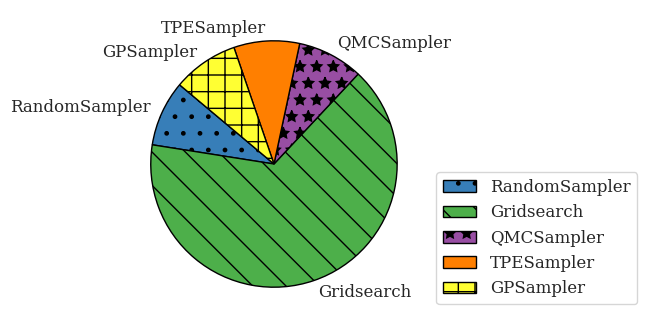 TPESampler
QMCSampler
GPSampler
RandomSampler
Gridsearch
RandomSampler
Gridsearch
QMCSampler
TPESampler
GPSampler